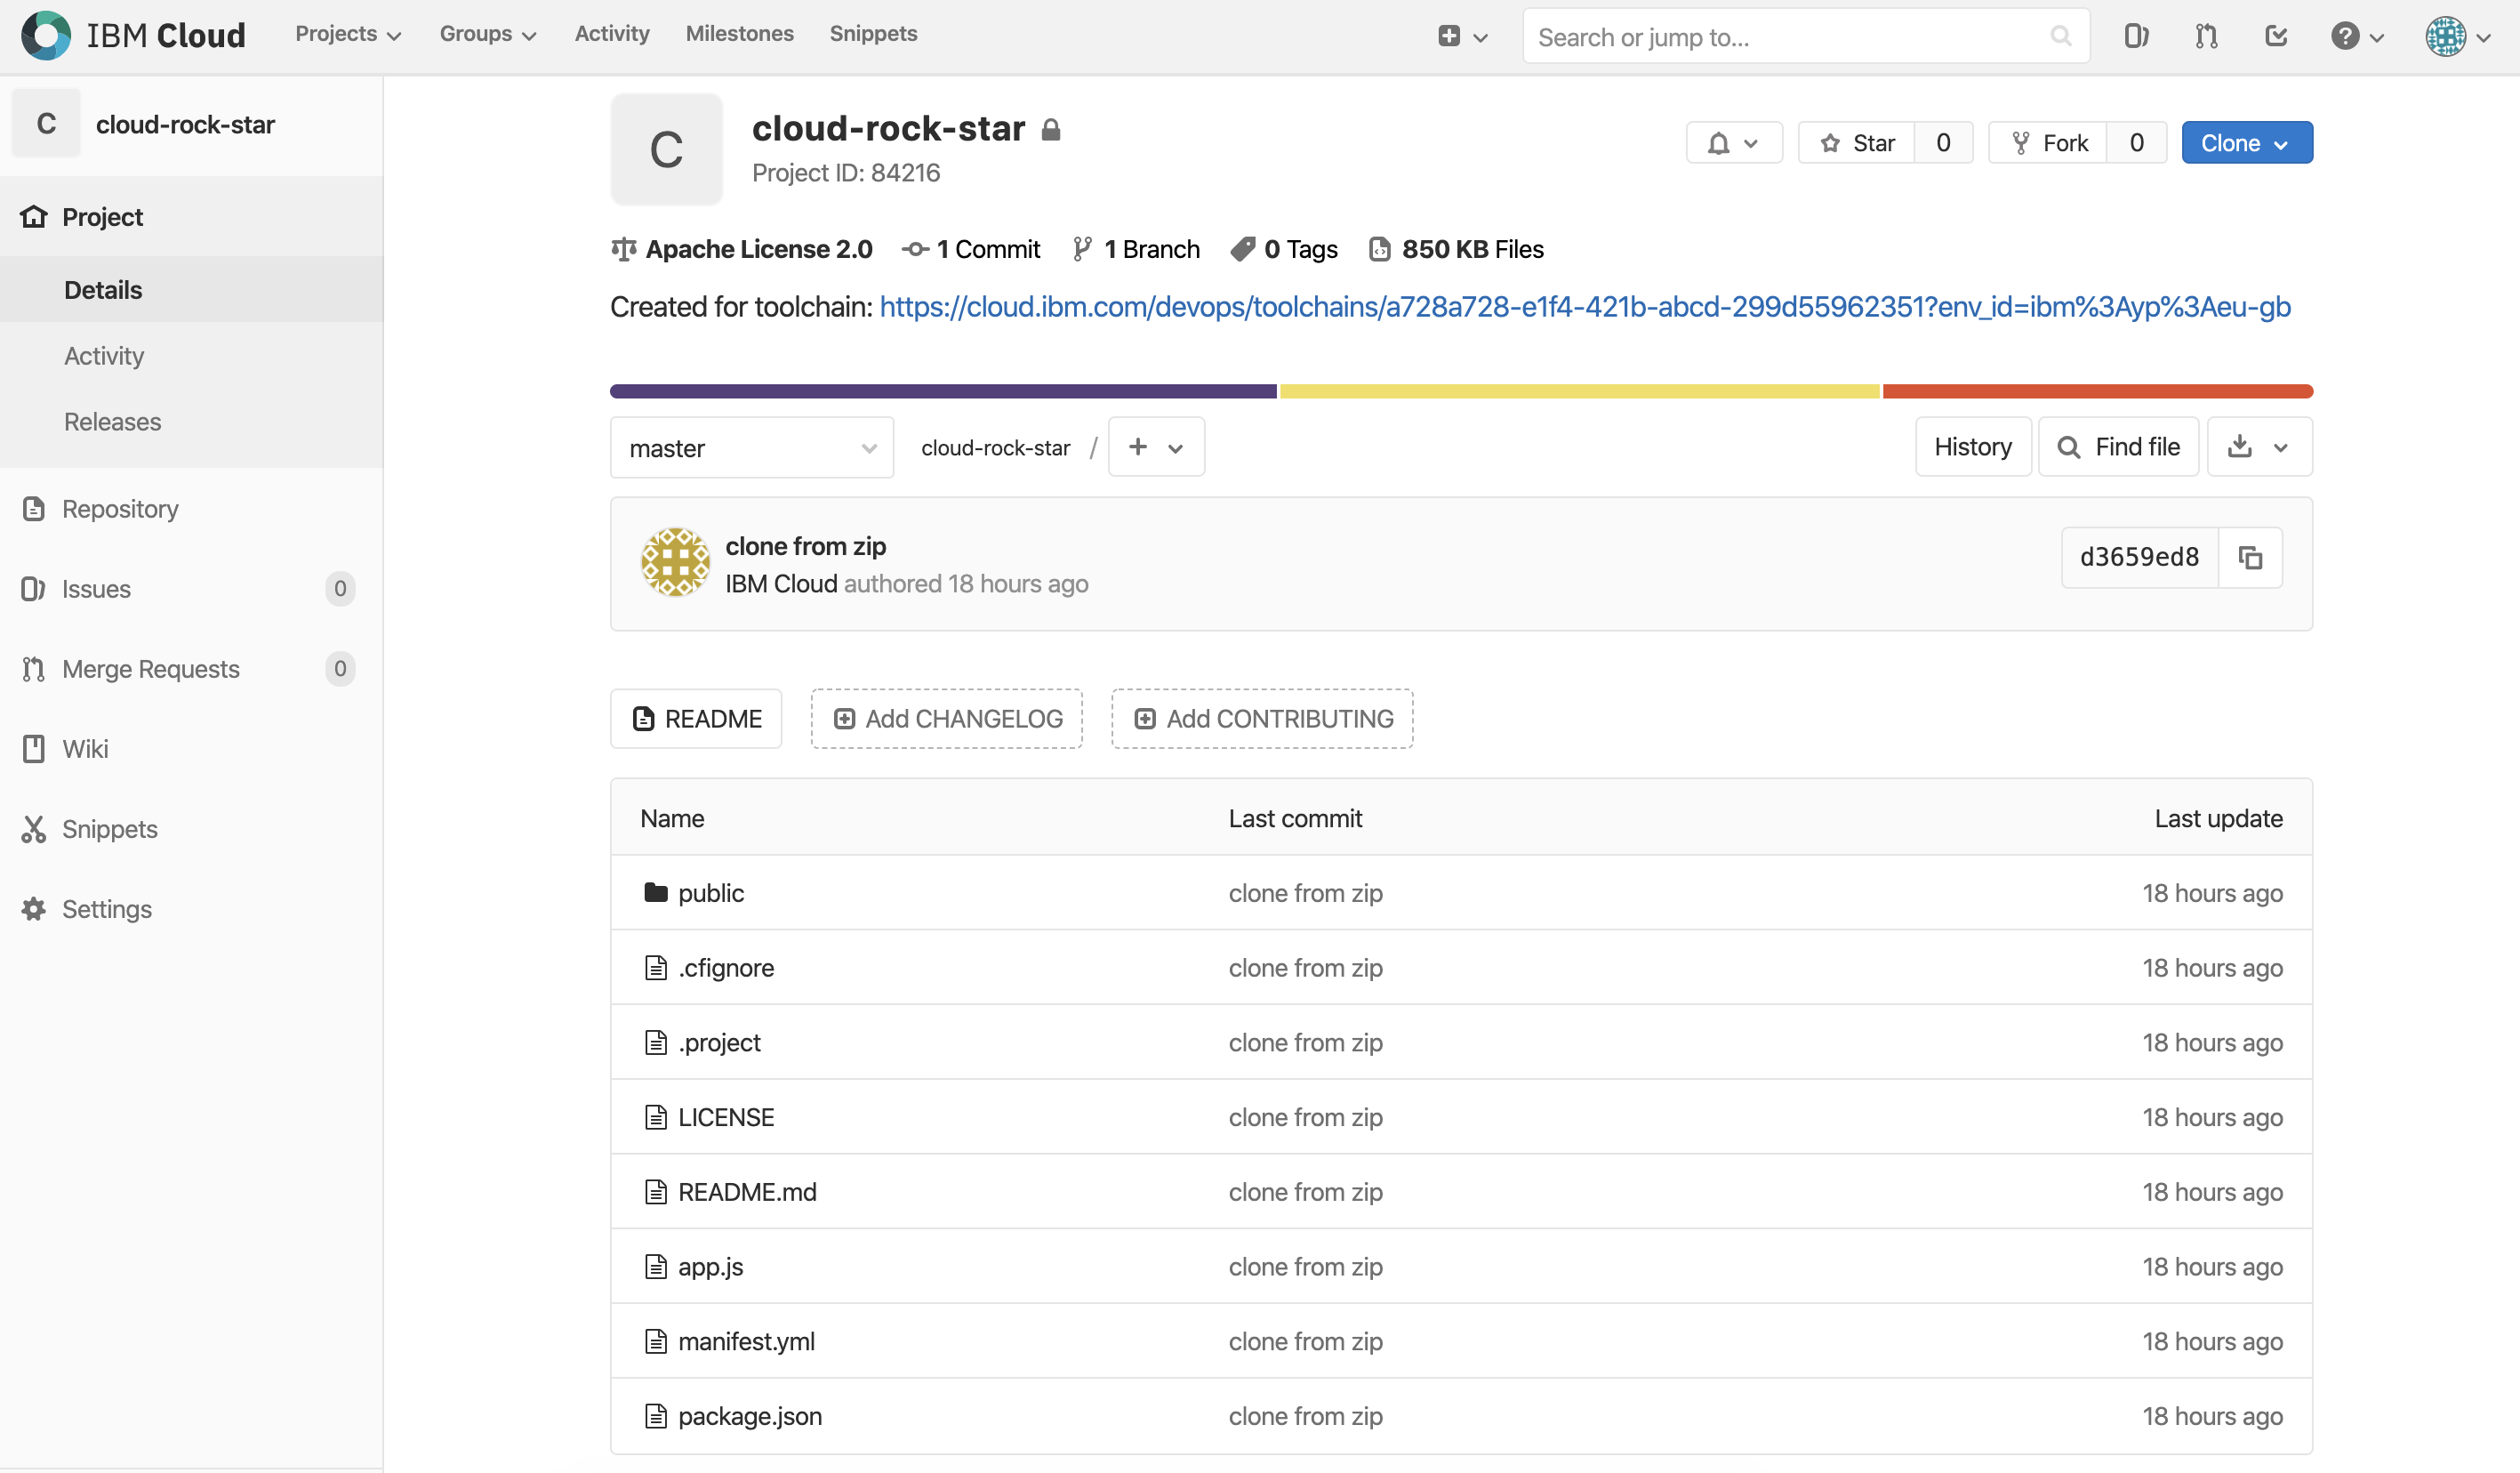 IBM Cloud Projects Groups Activity Milestones Snippets Search or jump to...
C cloud-rock-star
Project
Details
Activity
Releases
Repository
Issues 0
Merge Requests 0
Wiki
Snippets
Settings
C
cloud-rock-star
Project ID: 84216
Star 0 Fork 0 Clone
Apache License 2.0 1 Commit 1 Branch 0 Tags 850 KB Files
Created for toolchain: https://cloud.ibm.com/devops/toolchains/a728a728-e1f4-421b-abcd-299d55962351?env_id=ibm%3Ayp%3Aeu-gb
master cloud-rock-star / + History Find file
clone from zip
IBM Cloud authored 18 hours ago
d3659ed8
README Add CHANGELOG Add CONTRIBUTING
Name Last commit Last update
public clone from zip 18 hours ago
.cfignore clone from zip 18 hours ago
.project clone from zip 18 hours ago
LICENSE clone from zip 18 hours ago
README.md clone from zip 18 hours ago
app.js clone from zip 18 hours ago
manifest.yml clone from zip 18 hours ago
package.json clone from zip 18 hours ago